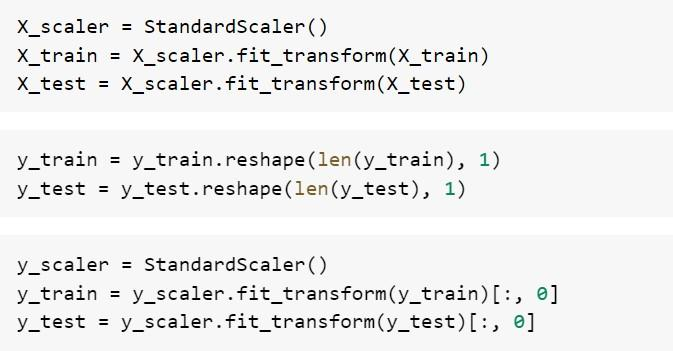 X_scaler = StandardScaler()
X_train = X_scaler.fit_transform(X_train)
X_test = X_scaler.fit_transform(X_test)
y_train = y_train.reshape(len(y_train), 1)
y_test = y_test.reshape(len(y_test), 1)
y_scaler = StandardScaler()
y_train = y_scaler.fit_transform(y_train)[:, 0]
y_test = y_scaler.fit_transform(y_test)[:, 0]